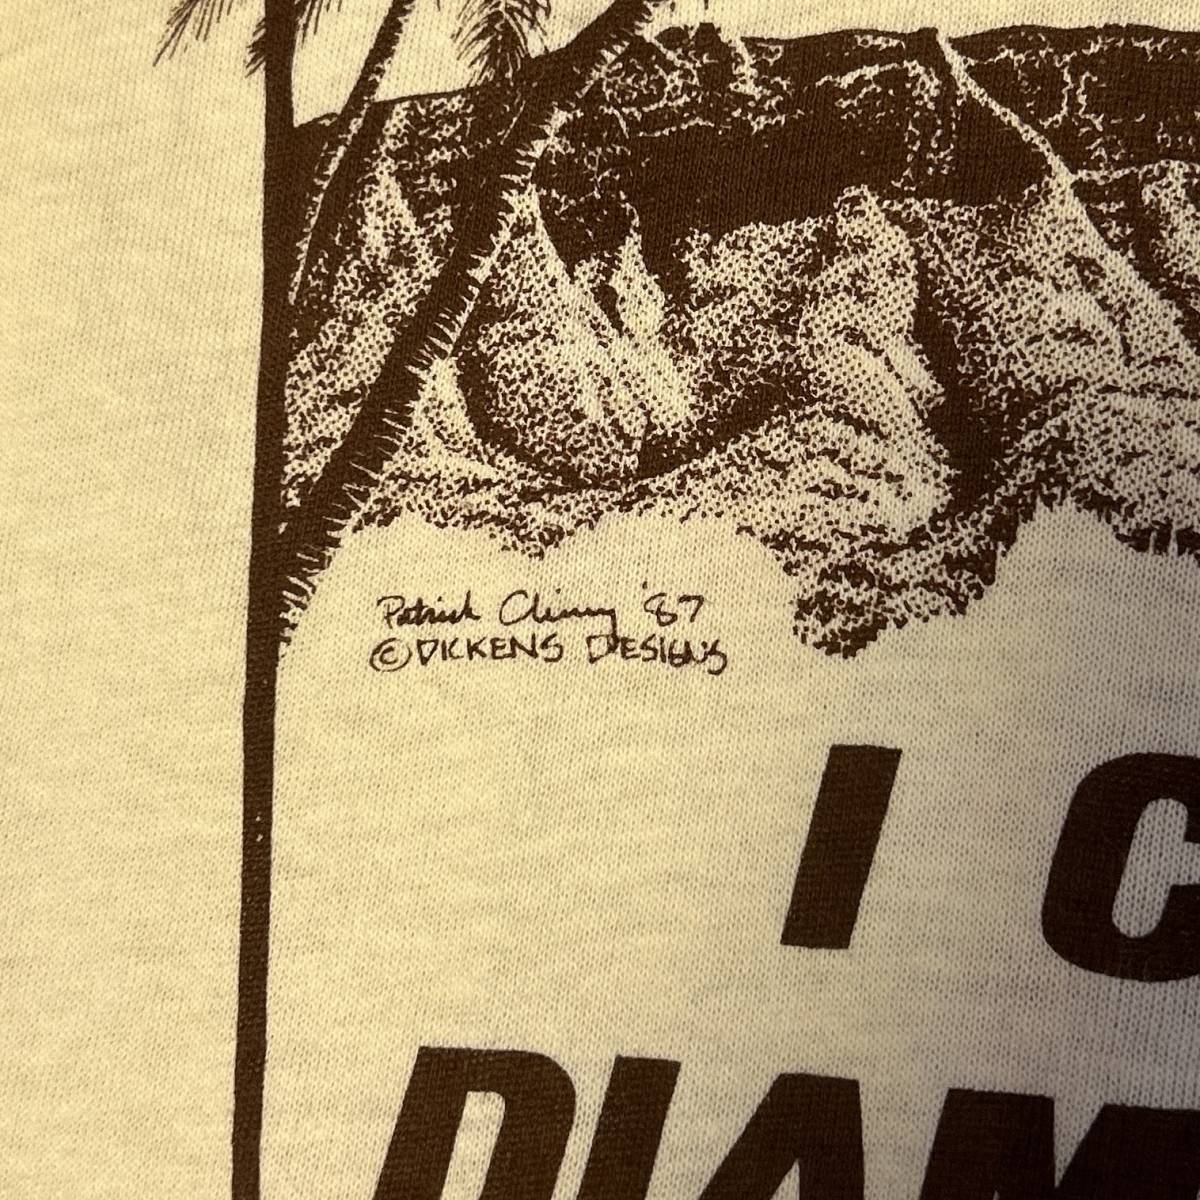 Patrick Ching '87
©DICKENS DESIGNS
I C
DIAM